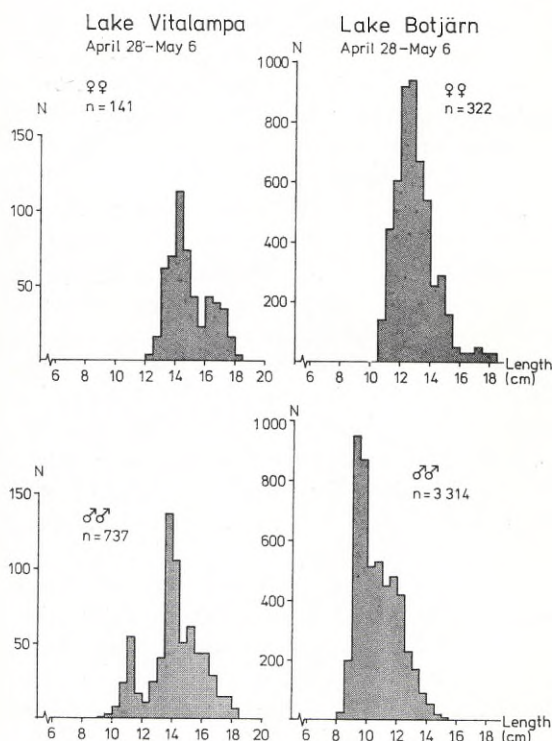 Lake Vitalampa
April 28-May 6
N
♀♀
n = 141
150
100
50
6 8 10 12 14 16 18 20
Lake Botjärn
April 28-May 6
1000
N
♀♀
n = 322
800
600
400
200
6 8 10 12 14 16 18
Length
(cm)
N
150
♂♂
n = 737
100
50
6 8 10 12 14 16 18 20
1000
N
♂♂
n = 3 314
800
600
400
200
6 8 10 12 14 16 18
Length
(cm)